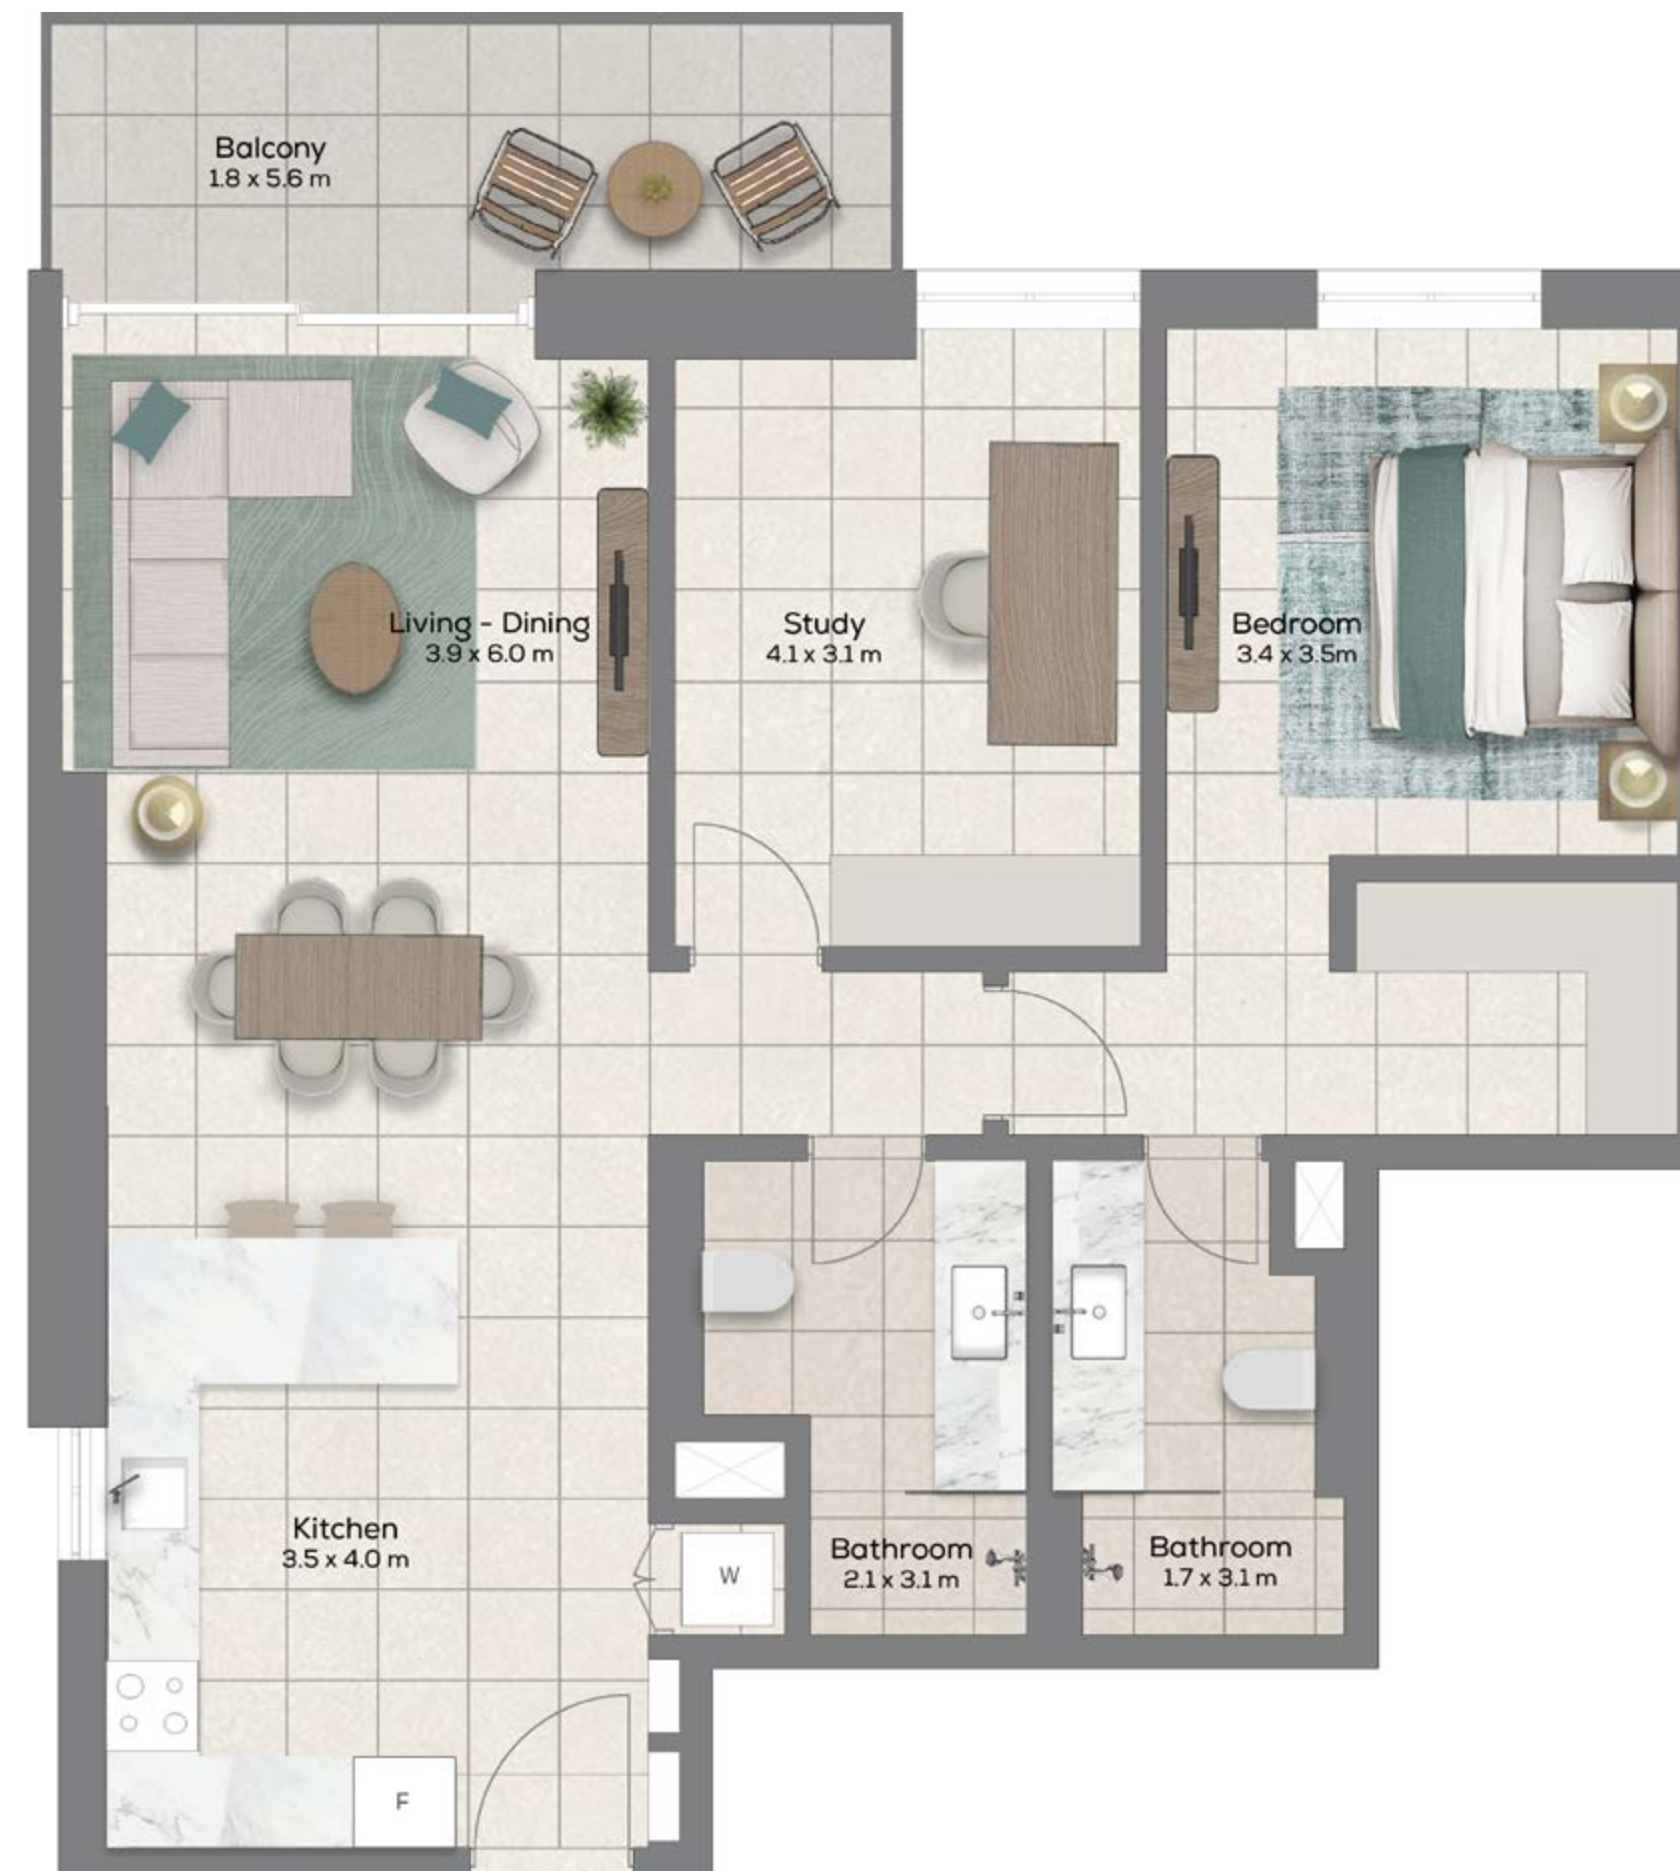 Balcony
1.8 x 5.6 m
Living - Dining
3.9 x 6.0 m
Study
4.1 x 3.1 m
Bedroom
3.4 x 3.5m
Kitchen
3.5 x 4.0 m
W
Bathroom
2.1 x 3.1 m
Bathroom
1.7 x 3.1 m
F